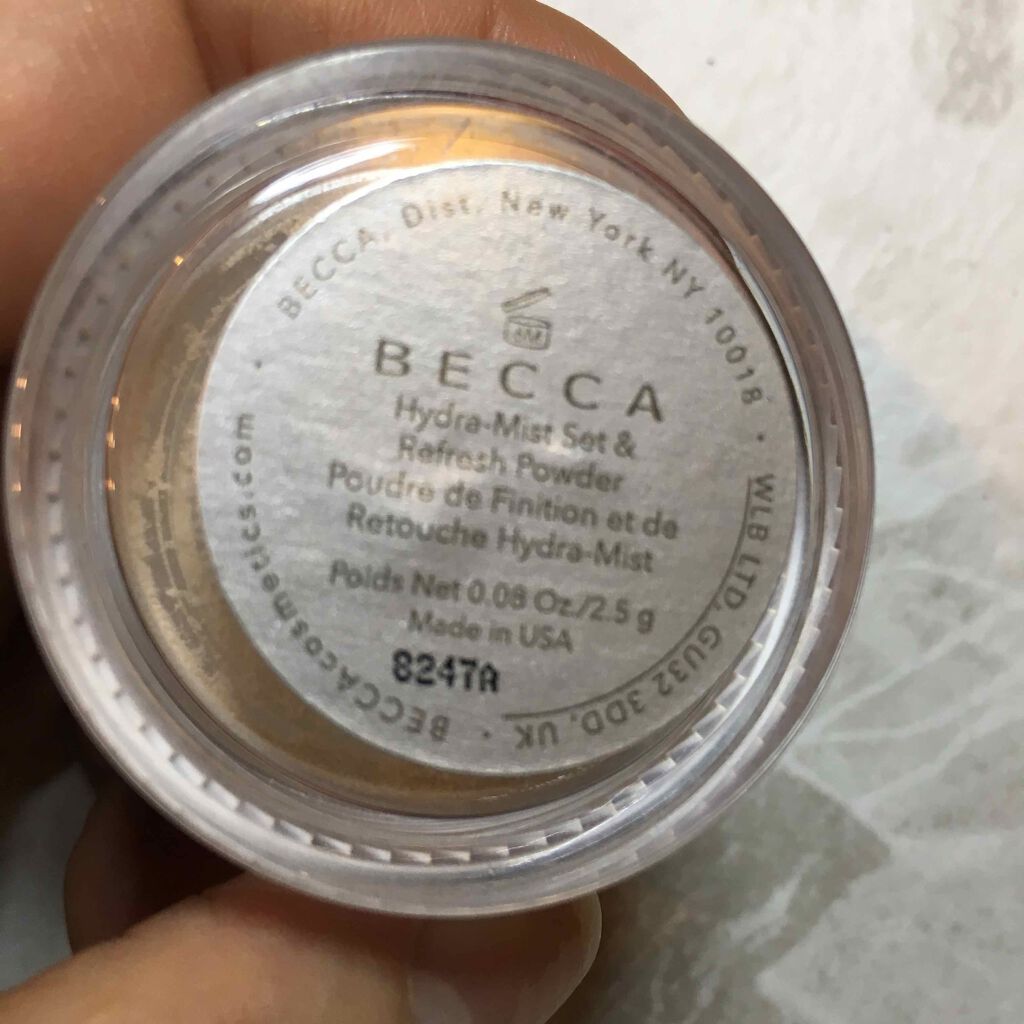 BECCA, Dist. New York NY 10018 · WLB LTD, GU32 3DD, UK · BECCAcosmetics.com ·
BECCA
Hydra-Mist Set &
Refresh Powder
Poudre de Finition et de
Retouche Hydra-Mist
Poids Net 0.08 Oz./2.5 g
Made in USA
8247A